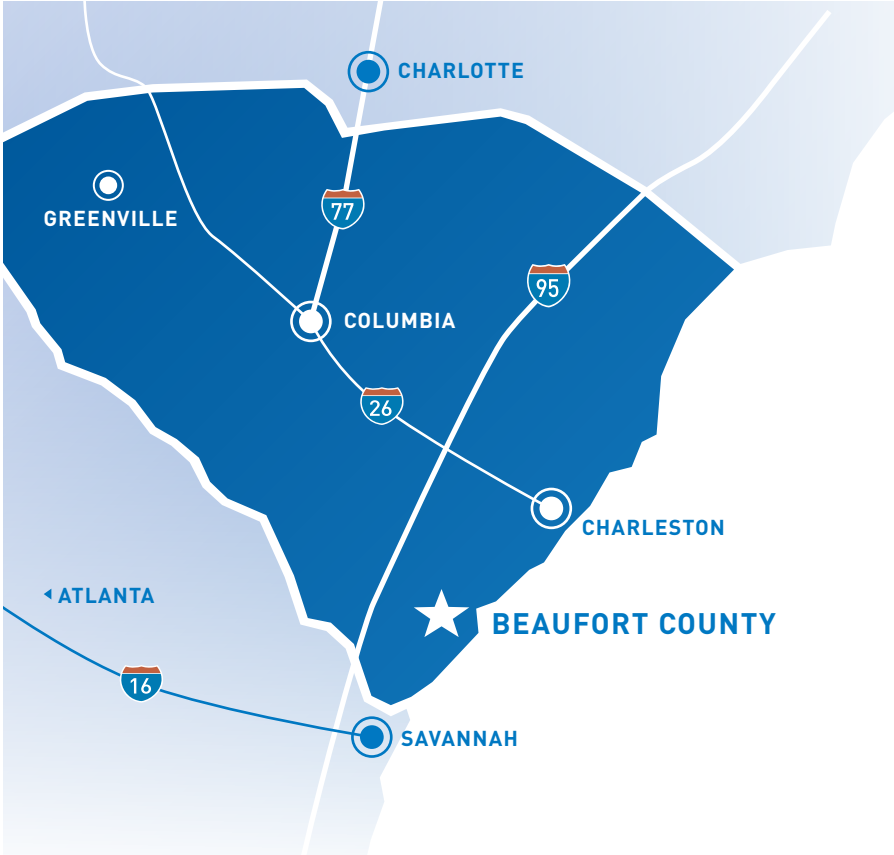 CHARLOTTE
77
GREENVILLE
95
COLUMBIA
26
CHARLESTON
ATLANTA
BEAUFORT COUNTY
16
SAVANNAH